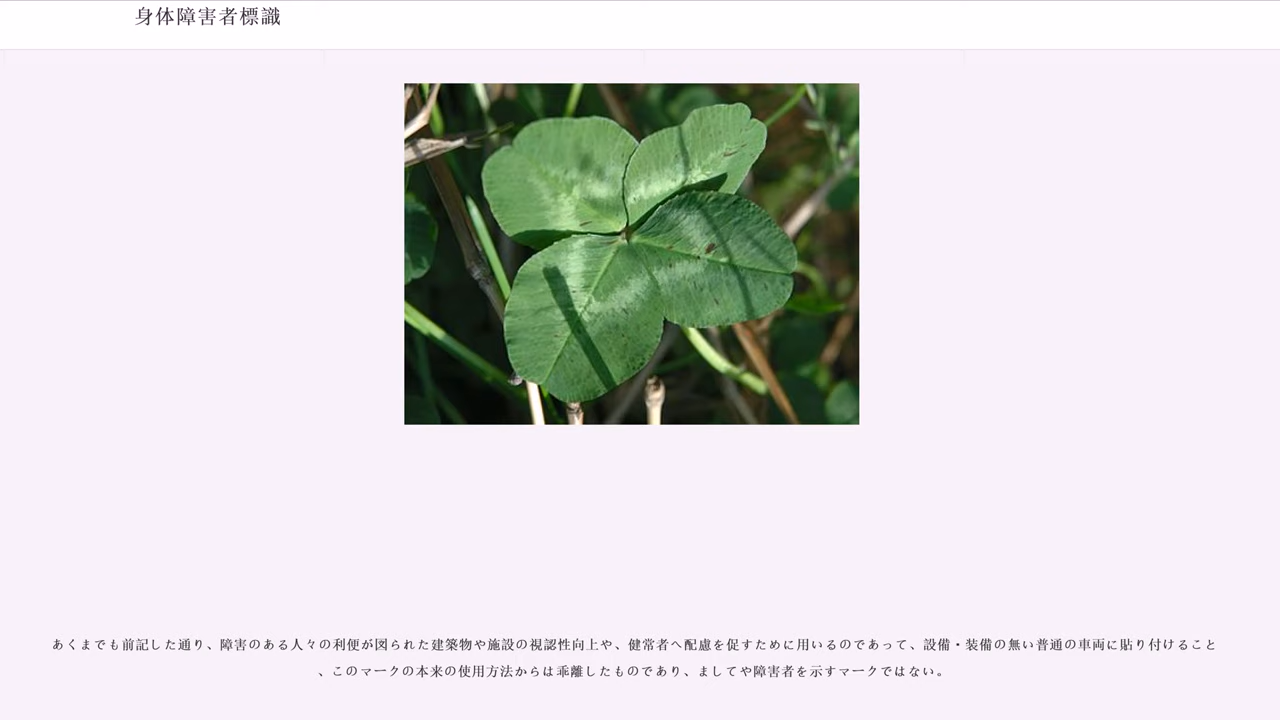 身体障害者標識
あくまでも前記した通り、障害のある人々の利便が図られた建築物や施設の視認性向上や、健常者へ配慮を促すために用いるのであって、設備・装備の無い普通の車両に貼り付けること
、このマークの本来の使用方法からは乖離したものであり、ましてや障害者を示すマークではない。